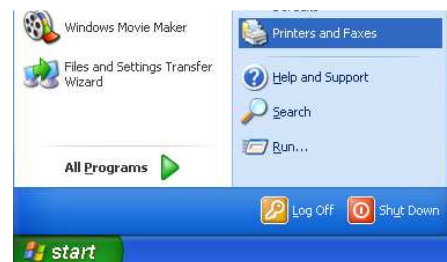 Windows Movie Maker
Files and Settings Transfer
Wizard
All Programs
Printers and Faxes
Help and Support
Search
Run...
Log Off
Shut Down
start